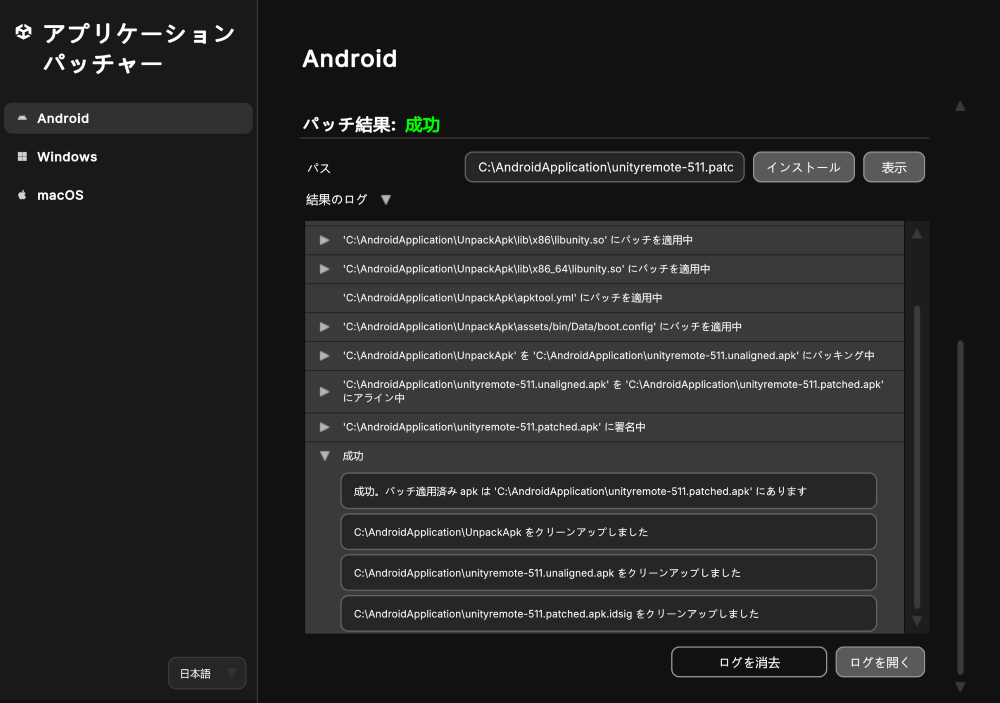 アプリケーション
パッチャー
Android
Windows
macOS
日本語
Android
パッチ結果: 成功
パス
C:\AndroidApplication\unityremote-511.patc
インストール
表示
結果のログ
'C:\AndroidApplication\UnpackApk\lib\x86\libunity.so' にパッチを適用中
'C:\AndroidApplication\UnpackApk\lib\x86_64\libunity.so' にパッチを適用中
'C:\AndroidApplication\UnpackApk\apktool.yml' にパッチを適用中
'C:\AndroidApplication\UnpackApk\assets/bin/Data/boot.config' にパッチを適用中
'C:\AndroidApplication\UnpackApk' を 'C:\AndroidApplication\unityremote-511.unaligned.apk' にパッキング中
'C:\AndroidApplication\unityremote-511.unaligned.apk' を 'C:\AndroidApplication\unityremote-511.patched.apk'
にアライン中
'C:\AndroidApplication\unityremote-511.patched.apk' に署名中
成功
成功。パッチ適用済み apk は 'C:\AndroidApplication\unityremote-511.patched.apk' にあります
C:\AndroidApplication\UnpackApk をクリーンアップしました
C:\AndroidApplication\unityremote-511.unaligned.apk をクリーンアップしました
C:\AndroidApplication\unityremote-511.patched.apk.idsig をクリーンアップしました
ログを消去
ログを開く